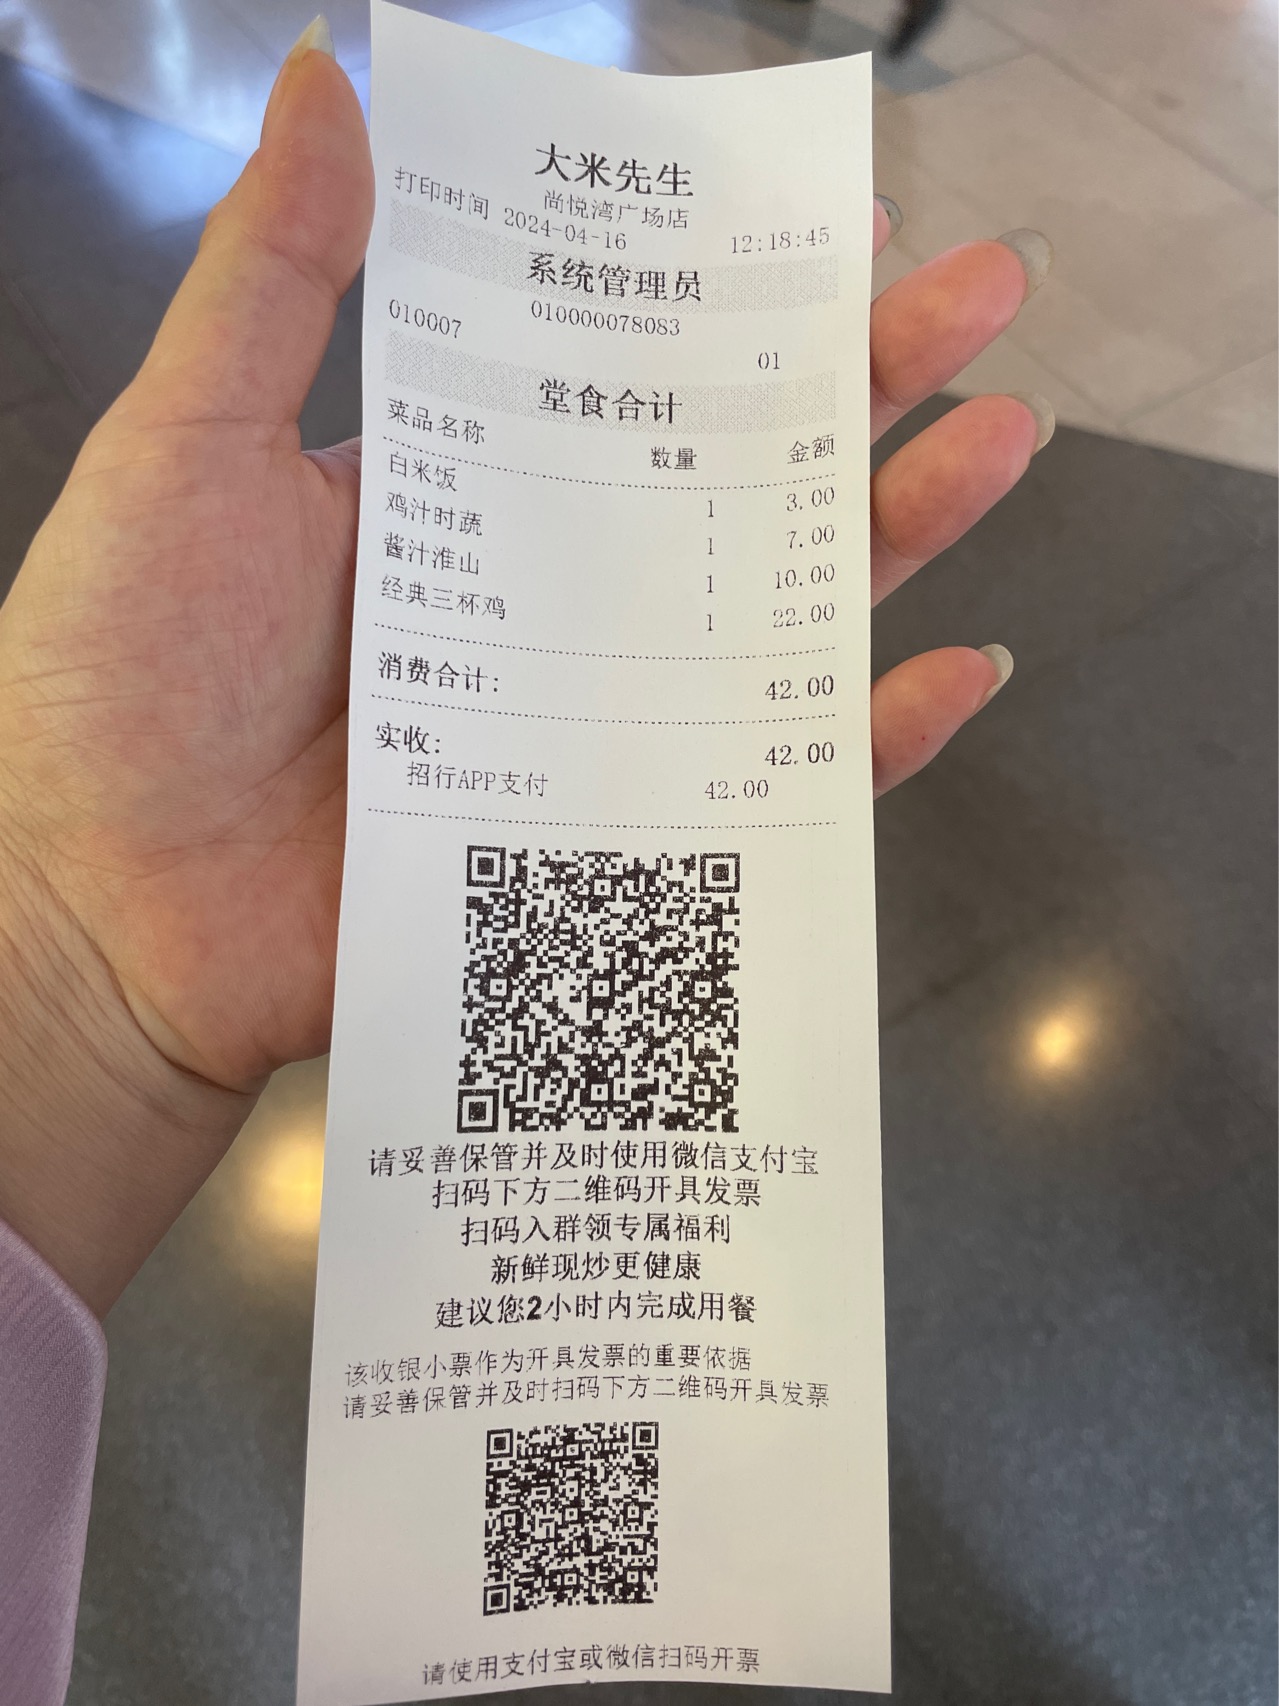 大米先生
尚悦湾广场店
打印时间 2024-04-16 12:18:45
系统管理员
010007 010000078083
01
堂食合计
菜品名称 数量 金额
白米饭 1 3.00
鸡汁时蔬 1 7.00
酱汁淮山 1 10.00
经典三杯鸡 1 22.00
消费合计: 42.00
实收: 42.00
招行APP支付 42.00
请妥善保管并及时使用微信支付宝
扫码下方二维码开具发票
扫码入群领专属福利
新鲜现炒更健康
建议您2小时内完成用餐
该收银小票作为开具发票的重要依据
请妥善保管并及时扫码下方二维码开具发票
请使用支付宝或微信扫码开票